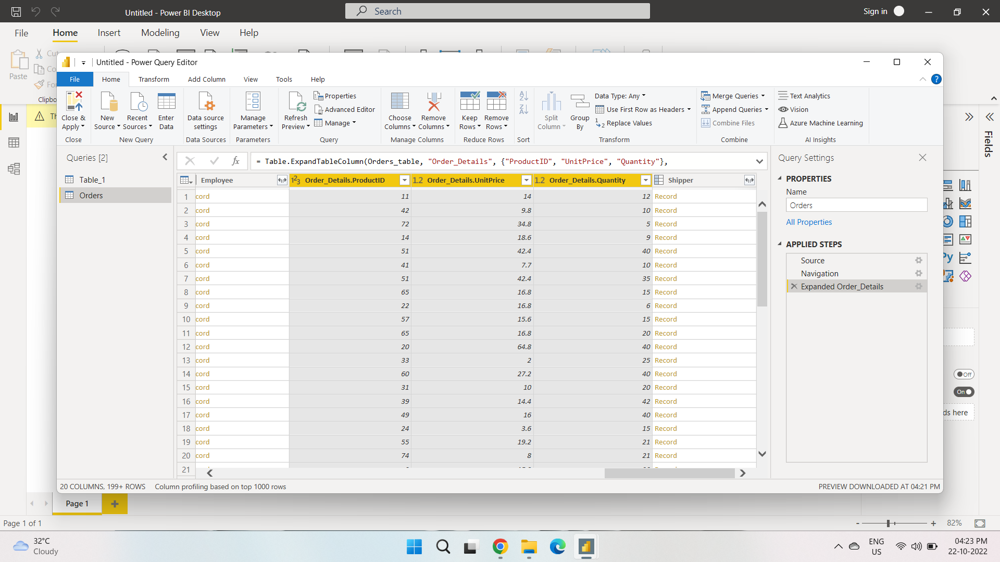 Untitled - Power BI Desktop
Search
Sign in
File Home Insert Modeling View Help
Paste
Clipbo
Untitled - Power Query Editor
File Home Transform Add Column View Tools Help
Close & Apply
Close
New Source
Recent Sources
Enter Data
New Query
Data source settings
Data Sources
Manage Parameters
Parameters
Refresh Preview
Properties
Advanced Editor
Manage
Query
Choose Columns
Remove Columns
Manage Columns
Keep Rows
Remove Rows
Reduce Rows
Sort
Split Column
Group By
Data Type: Any
Use First Row as Headers
Replace Values
Transform
Merge Queries
Append Queries
Combine Files
Combine
Text Analytics
Vision
Azure Machine Learning
AI Insights
Fields
Queries [2]
Table_1
Orders
= Table.ExpandTableColumn(Orders_table, "Order_Details", {"ProductID", "UnitPrice", "Quantity"},
Employee 1²3 Order_Details.ProductID 1.2 Order_Details.UnitPrice 1.2 Order_Details.Quantity Shipper
1 cord 11 14 12 Record
2 cord 42 9.8 10 Record
3 cord 72 34.8 5 Record
4 cord 14 18.6 9 Record
5 cord 51 42.4 40 Record
6 cord 41 7.7 10 Record
7 cord 51 42.4 35 Record
8 cord 65 16.8 15 Record
9 cord 22 16.8 6 Record
10 cord 57 15.6 15 Record
11 cord 65 16.8 20 Record
12 cord 20 64.8 40 Record
13 cord 33 2 25 Record
14 cord 60 27.2 40 Record
15 cord 31 10 20 Record
16 cord 39 14.4 42 Record
17 cord 49 16 40 Record
18 cord 24 3.6 15 Record
19 cord 55 19.2 21 Record
20 cord 74 8 21 Record
21
Query Settings
PROPERTIES
Name
Orders
All Properties
APPLIED STEPS
Source
Navigation
Expanded Order_Details
Off
On
ds here
20 COLUMNS, 199+ ROWS Column profiling based on top 1000 rows
PREVIEW DOWNLOADED AT 04:21 PM
Page 1
Page 1 of 1
82%
32°C
Cloudy
ENG
US
04:23 PM
22-10-2022